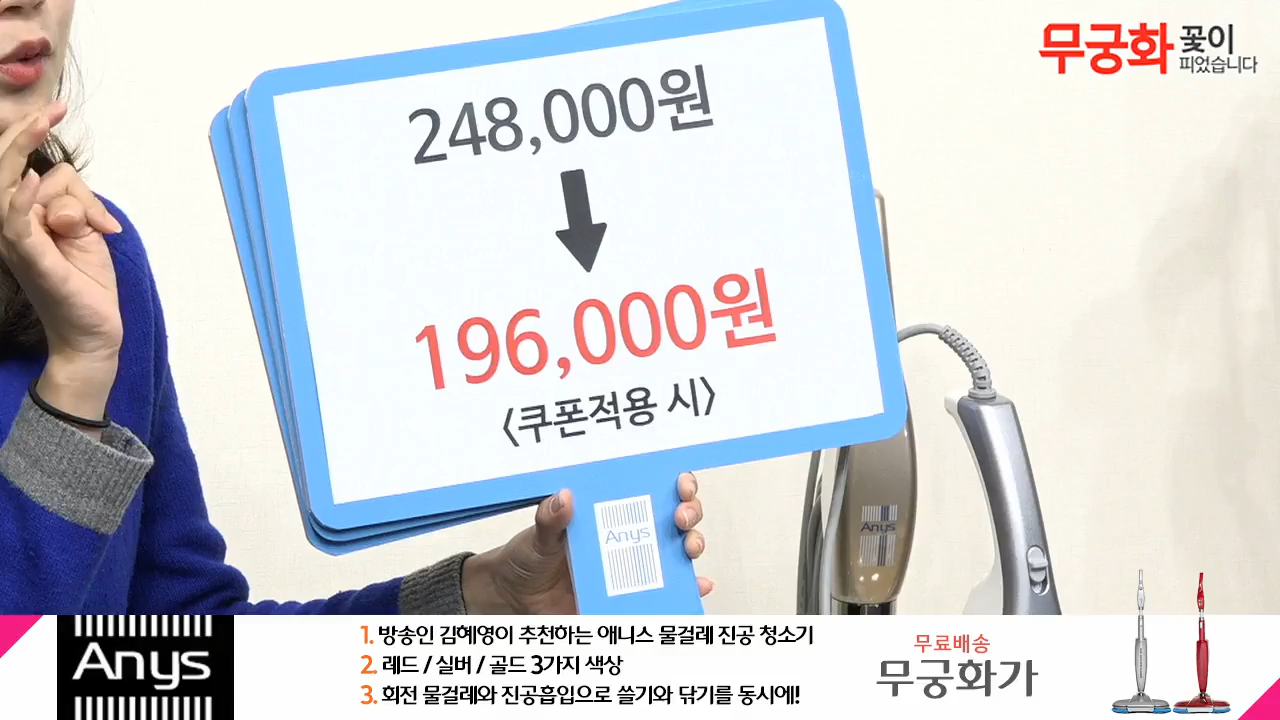 무궁화 꽃이
피었습니다
248,000원
196,000원
<쿠폰적용 시>
Anys
Anys
Anys
1. 방송인 김혜영이 추천하는 애니스 물걸레 진공 청소기
2. 레드 / 실버 / 골드 3가지 색상
3. 회전 물걸레와 진공흡입으로 쓸기와 닦기를 동시에!
무료배송
무궁화가